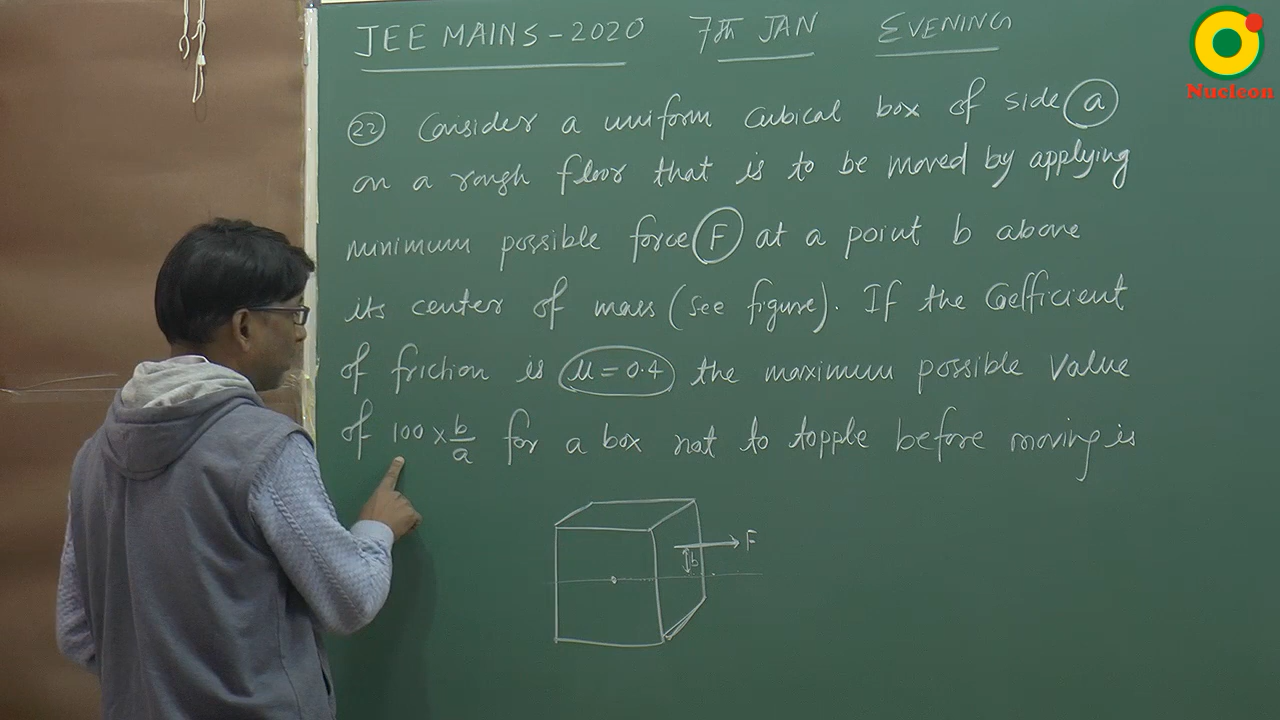 JEE MAINS - 2020 7th JAN EVENING
Nucleon
22 Consider a uniform cubical box of side a
on a rough floor that is to be moved by applying
minimum possible force F at a point b above
its center of mass (see figure). If the Coefficient
of friction is μ = 0.4 the maximum possible value
of 100 × b/a for a box not to topple before moving is
F
b